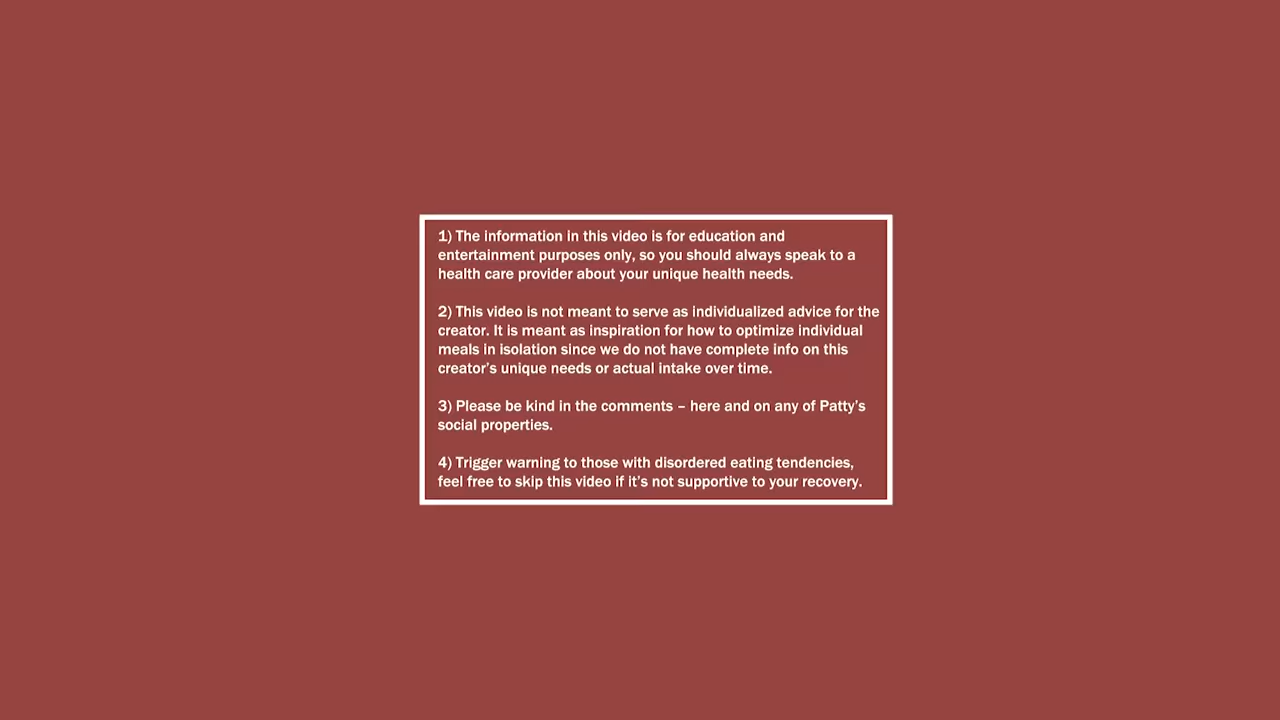 1) The information in this video is for education and
entertainment purposes only, so you should always speak to a
health care provider about your unique health needs.
2) This video is not meant to serve as individualized advice for the
creator. It is meant as inspiration for how to optimize individual
meals in isolation since we do not have complete info on this
creator's unique needs or actual intake over time.
3) Please be kind in the comments – here and on any of Patty's
social properties.
4) Trigger warning to those with disordered eating tendencies,
feel free to skip this video if it's not supportive to your recovery.